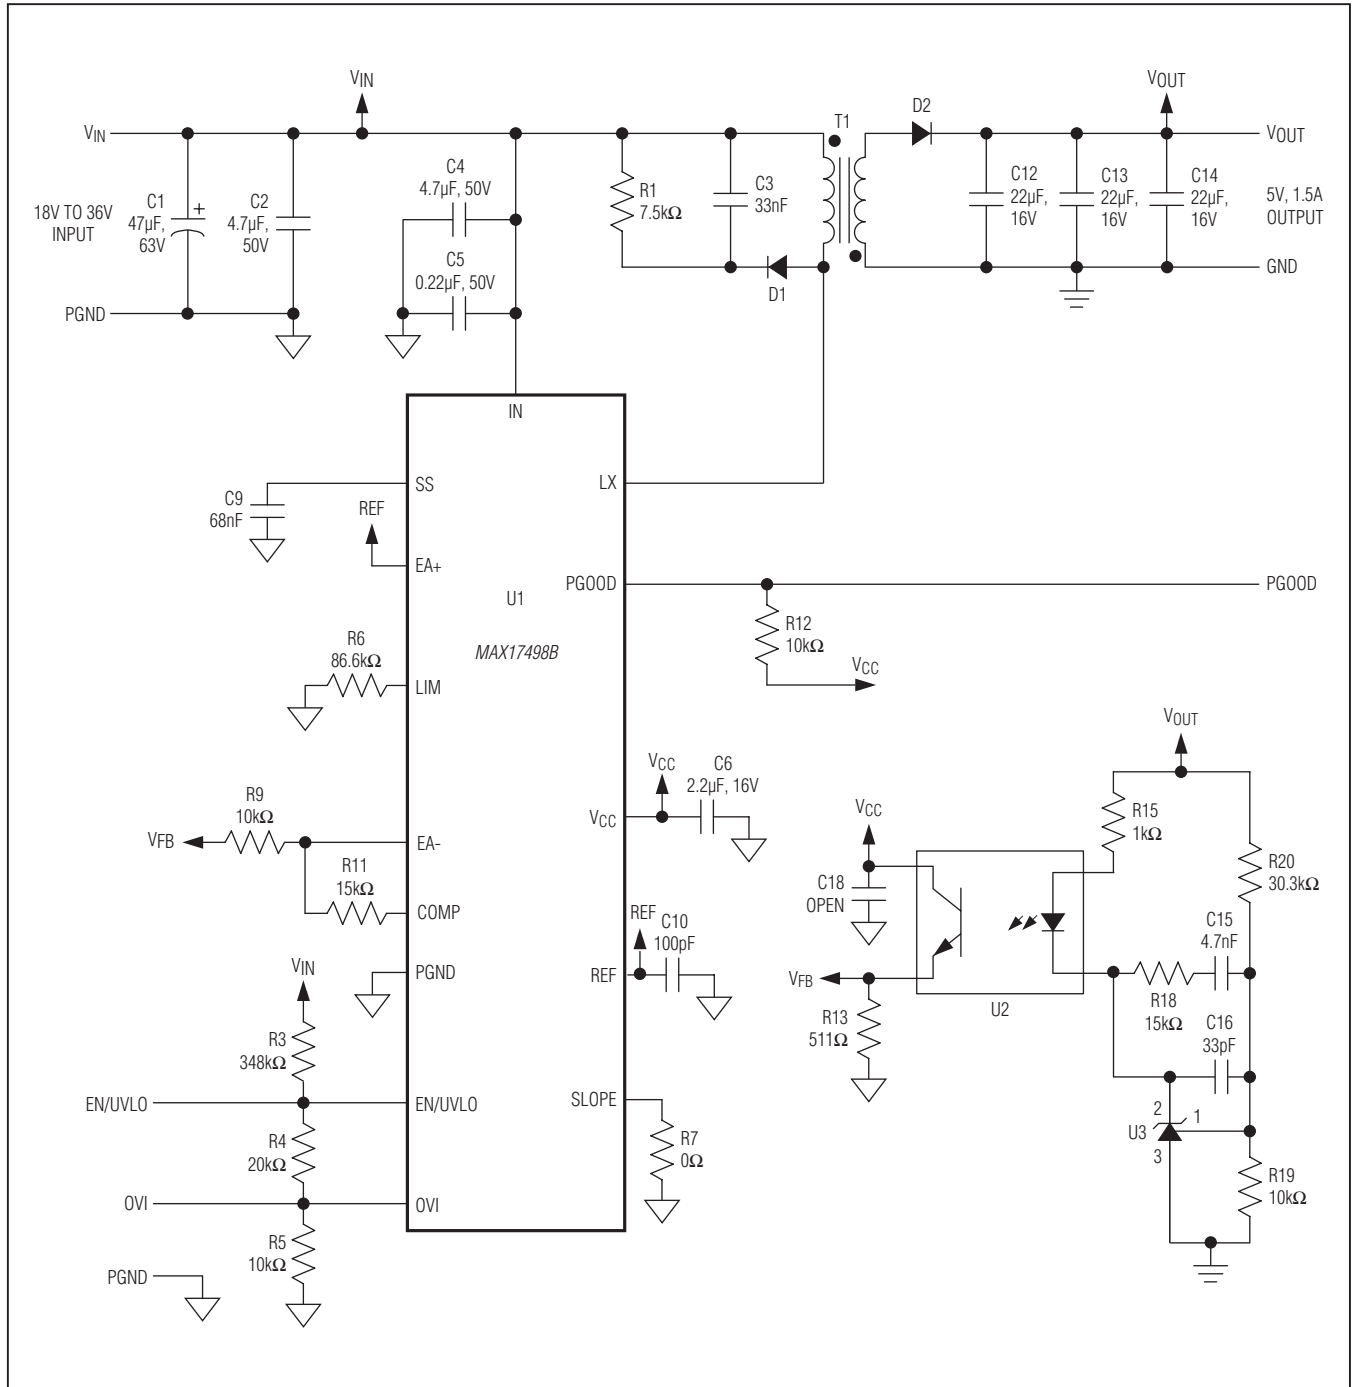 VIN
VOUT
D2
T1
VIN
VOUT
C4
4.7µF, 50V
R1
7.5kΩ
C3
33nF
C12
22µF,
16V
C13
22µF,
16V
C14
22µF,
16V
18V TO 36V
INPUT
C1
47µF,
63V
+
C2
4.7µF,
50V
5V, 1.5A
OUTPUT
C5
0.22µF, 50V
D1
GND
PGND
IN
SS
LX
C9
68nF
REF
EA+
PGOOD
PGOOD
U1
MAX17498B
R12
10kΩ
R6
86.6kΩ
LIM
VCC
VOUT
VCC
C6
2.2µF, 16V
R9
10kΩ
VCC
VCC
R15
1kΩ
VFB
EA-
R11
15kΩ
R20
30.3kΩ
C18
OPEN
COMP
REF
C10
100pF
C15
4.7nF
PGND
REF
VFB
VIN
U2
R18
15kΩ
R13
511Ω
C16
33pF
R3
348kΩ
EN/UVLO
EN/UVLO
SLOPE
2
1
U3
3
R4
20kΩ
R7
0Ω
R19
10kΩ
OVI
OVI
R5
10kΩ
PGND